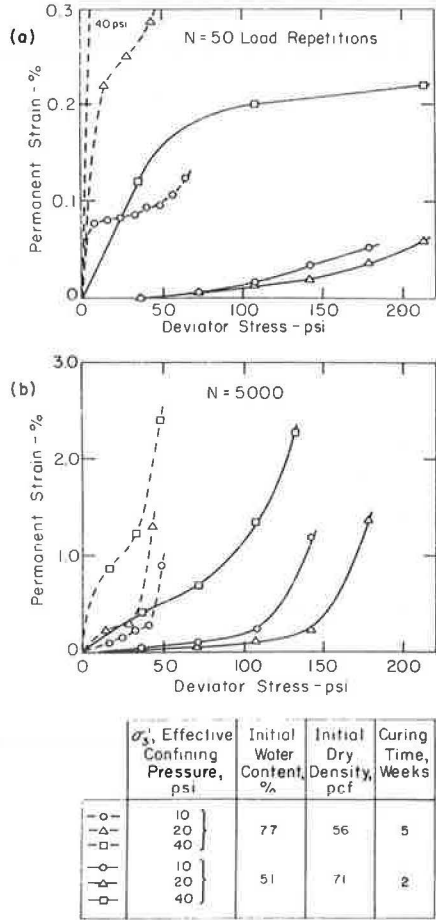 (a)
N = 50 Load Repetitions
40 psi
Permanent Strain - %
0.3
0.2
0.1
0
0 50 100 150 200
Deviator Stress - psi
(b)
N = 5000
Permanent Strain - %
3.0
2.0
1.0
0
0 50 100 150 200
Deviator Stress - psi
σ₃', Effective Confining Pressure, psi
Initial Water Content, %
Initial Dry Density, pcf
Curing Time, Weeks
10
20 77 56 5
40
10
20 51 71 2
40